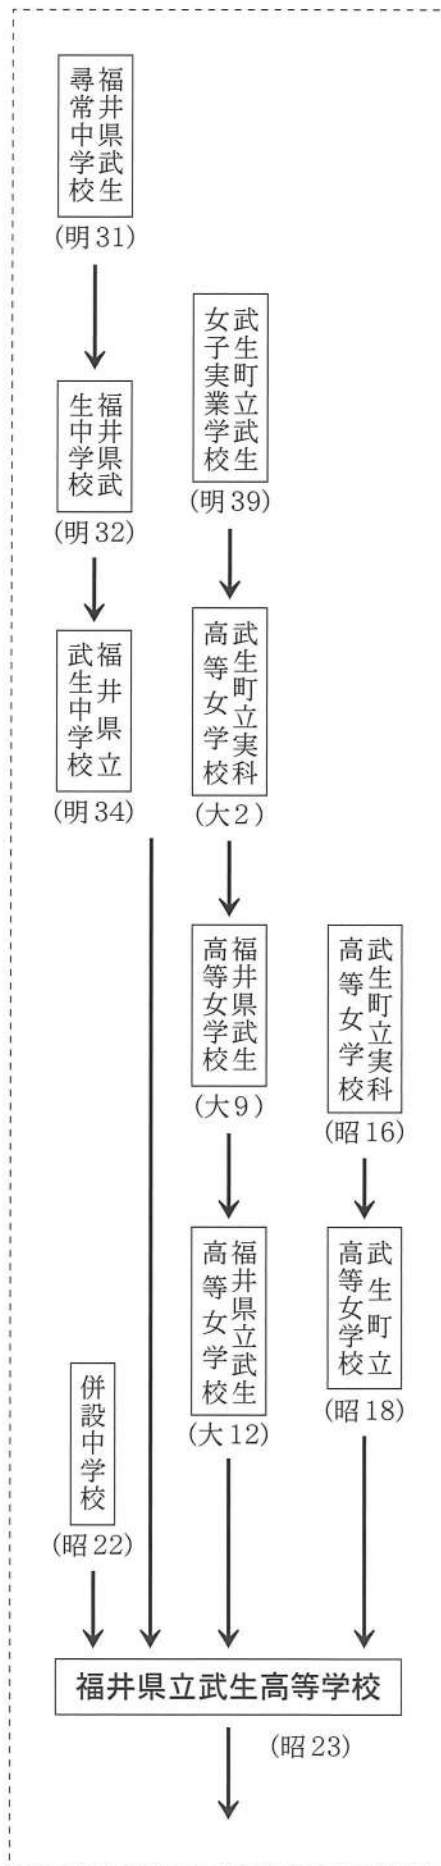 福井県武生
尋常中学校
(明31)
福井県武
生中学校
(明32)
福井県立
武生中学校
(明34)
武生町立武生
女子実業学校
(明39)
武生町立実科
高等女学校
(大2)
福井県武生
高等女学校
(大9)
福井県立武生
高等女学校
(大12)
武生町立実科
高等女学校
(昭16)
武生町立
高等女学校
(昭18)
併設中学校
(昭22)
福井県立武生高等学校
(昭23)